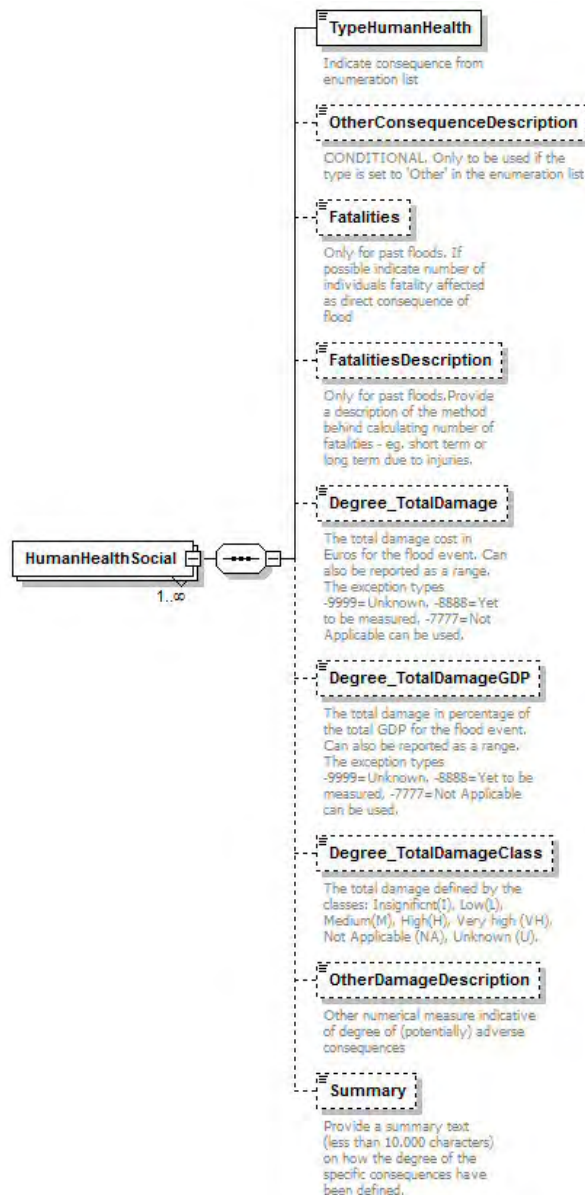 TypeHumanHealth
Indicate consequence from
enumeration list
OtherConsequenceDescription
CONDITIONAL. Only to be used if the
type is set to 'Other' in the enumeration list
Fatalities
Only for past floods. If
possible indicate number of
individuals fatality affected
as direct consequence of
flood
FatalitiesDescription
Only for past floods.Provide
a description of the method
behind calculating number of
fatalities - eg. short term or
long term due to injuries.
Degree_TotalDamage
The total damage cost in
Euros for the flood event. Can
also be reported as a range.
The exception types
-9999=Unknown, -8888=Yet
to be measured, -7777=Not
Applicable can be used.
HumanHealthSocial
1..∞
Degree_TotalDamageGDP
The total damage in percentage of
the total GDP for the flood event.
Can also be reported as a range.
The exception types
-9999=Unknown, -8888=Yet to be
measured, -7777=Not Applicable
can be used.
Degree_TotalDamageClass
The total damage defined by the
classes: Insignificnt(I), Low(L),
Medium(M), High(H), Very high (VH),
Not Applicable (NA), Unknown (U).
OtherDamageDescription
Other numerical measure indicative
of degree of (potentially) adverse
consequences
Summary
Provide a summary text
(less than 10.000 characters)
on how the degree of the
specific consequences have
been defined.